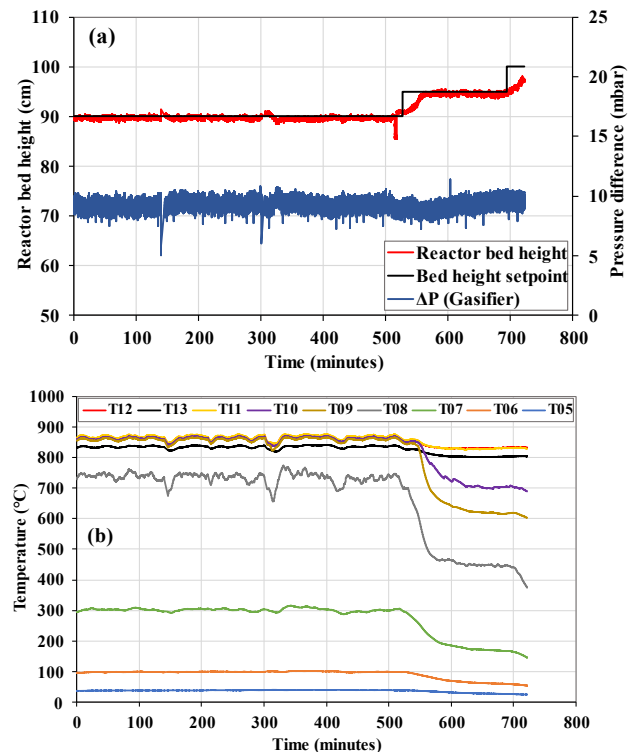 (a)
Reactor bed height (cm)
100
90
80
70
60
50
25
20
15
10
5
0
Pressure difference (mbar)
Reactor bed height
Bed height setpoint
ΔP (Gasifier)
0 100 200 300 400 500 600 700 800
Time (minutes)
110
1000
900
800
700
600
500
400
300
200
100
0
T12 T13 T11 T10 T09 T08 T07 T06 T05
Temperature (°C)
(b)
0 100 200 300 400 500 600 700 800
Time (minutes)